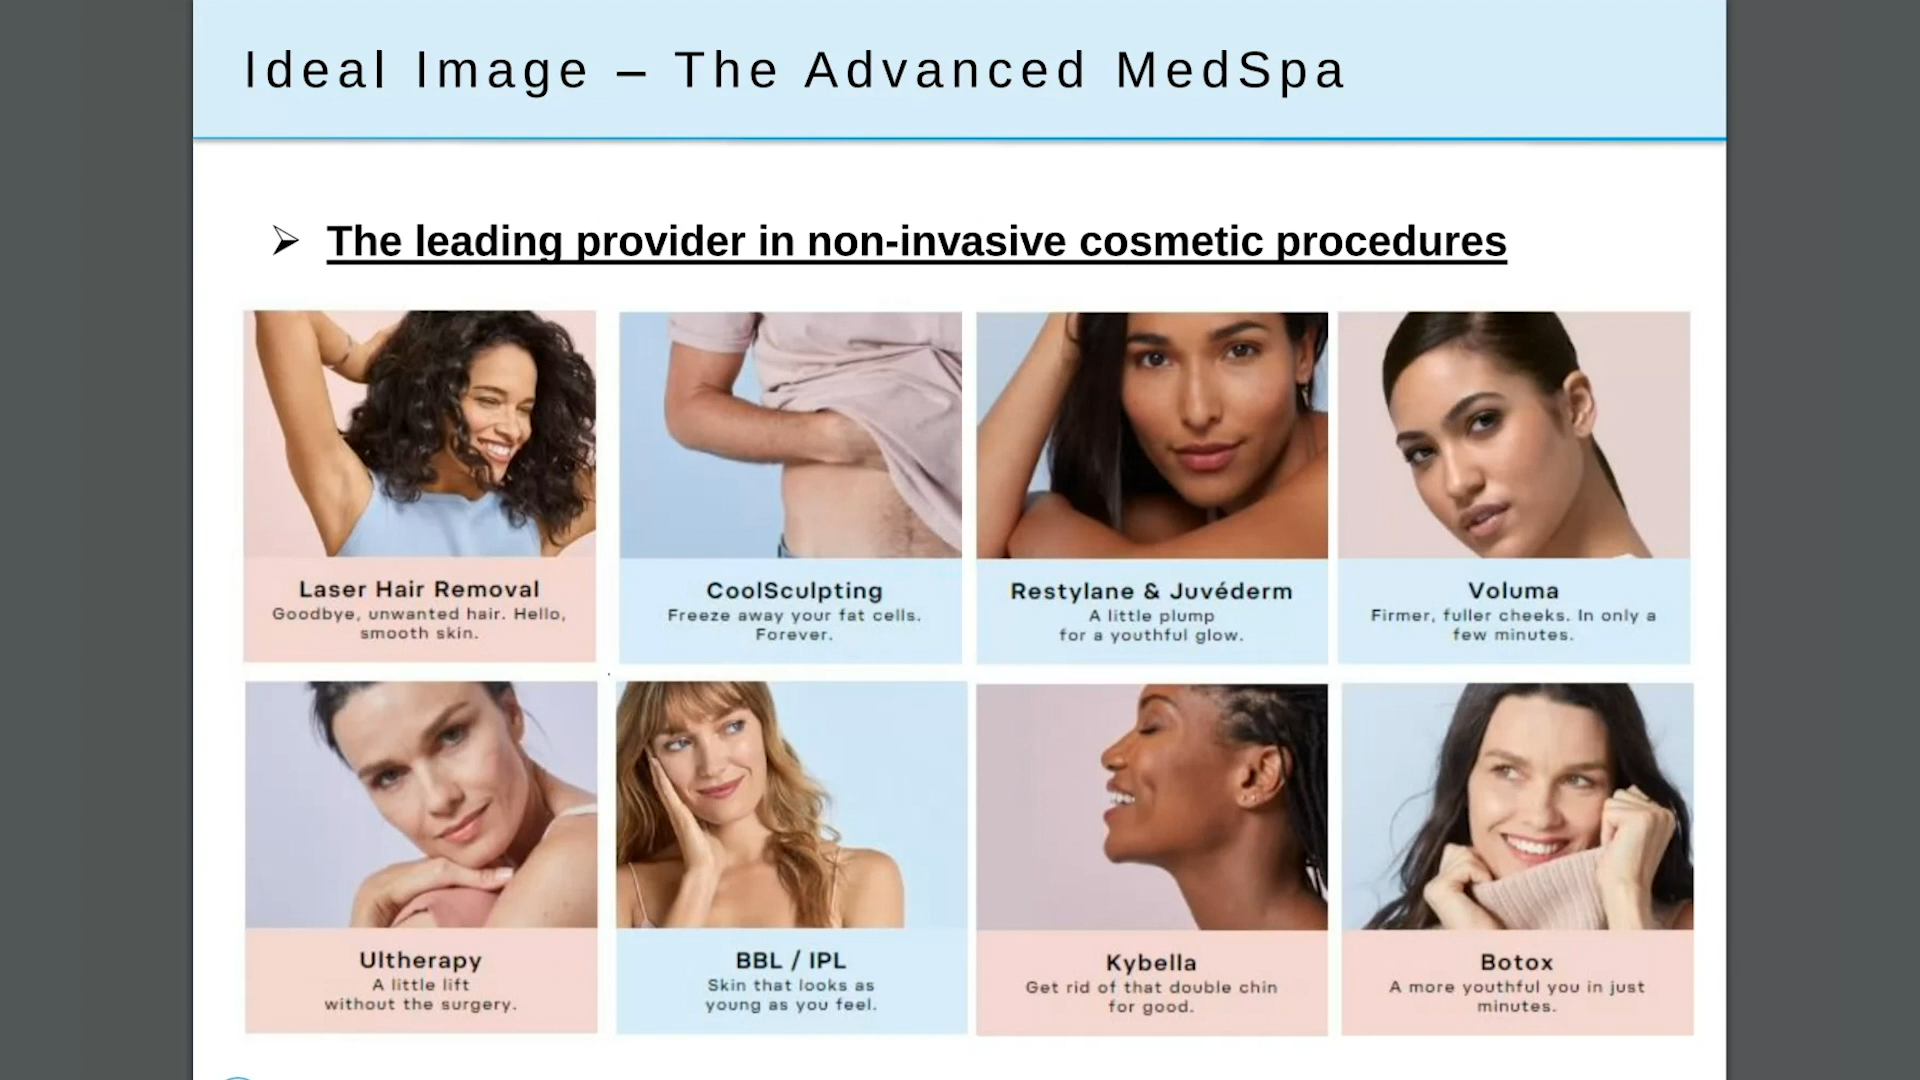 Ideal Image – The Advanced MedSpa
➢ The leading provider in non-invasive cosmetic procedures
Laser Hair Removal
Goodbye, unwanted hair. Hello,
smooth skin.
CoolSculpting
Freeze away your fat cells.
Forever.
Restylane & Juvéderm
A little plump
for a youthful glow.
Voluma
Firmer, fuller cheeks. In only a
few minutes.
Ultherapy
A little lift
without the surgery.
BBL / IPL
Skin that looks as
young as you feel.
Kybella
Get rid of that double chin
for good.
Botox
A more youthful you in just
minutes.